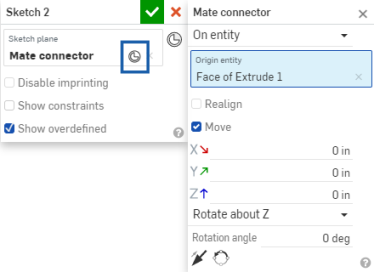 Sketch 2
Sketch plane
Mate connector
Disable imprinting
Show constraints
Show overdefined
Mate connector
On entity
Origin entity
Face of Extrude 1
Realign
Move
X 0 in
Y 0 in
Z 0 in
Rotate about Z
Rotation angle 0 deg